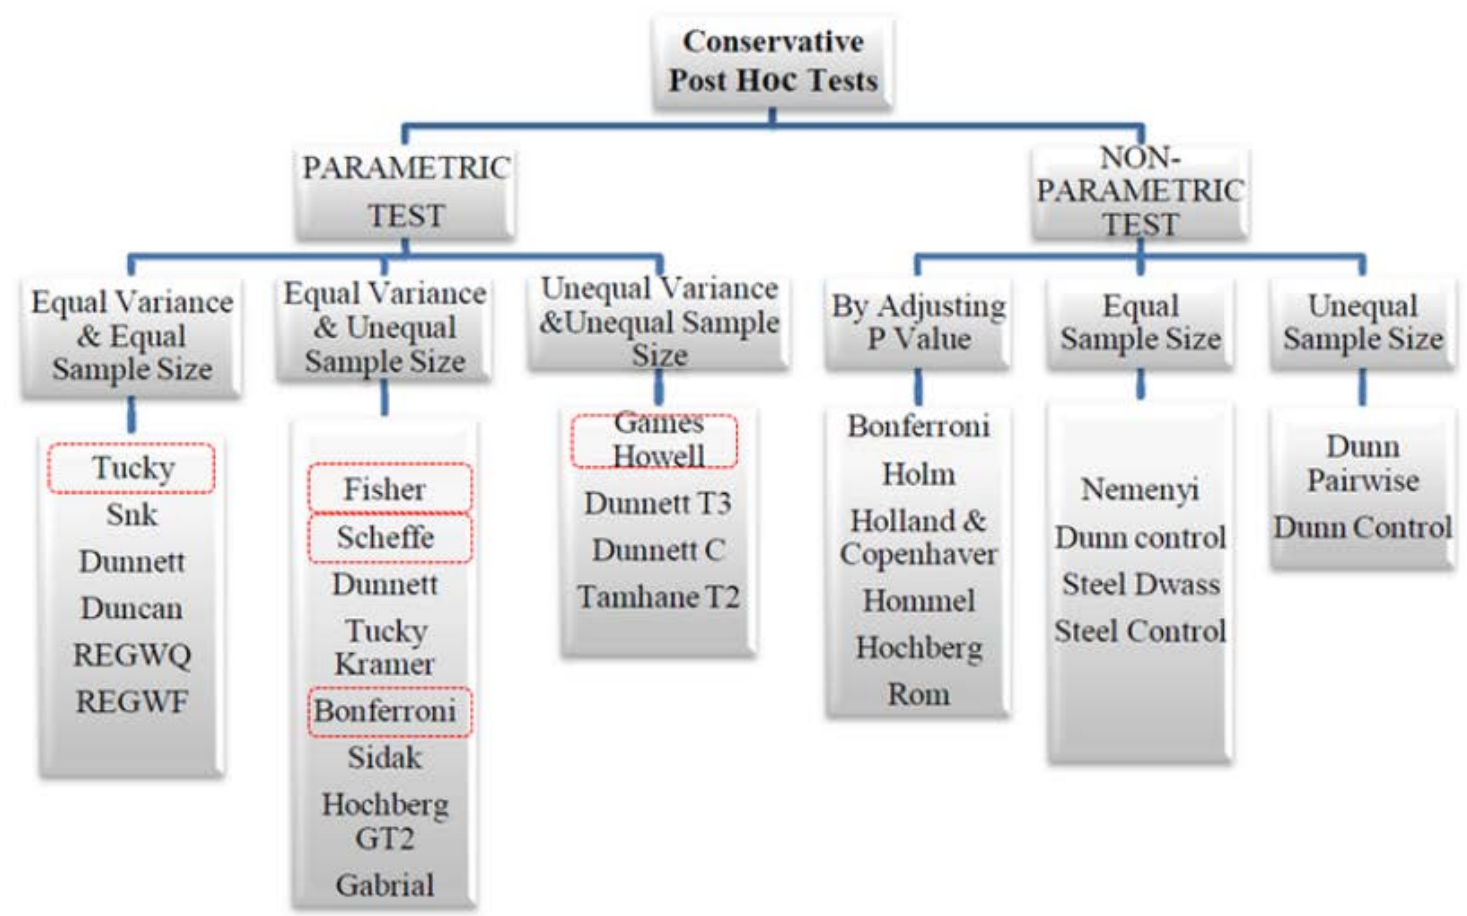 Conservative
Post Hoc Tests
PARAMETRIC
TEST
NON-
PARAMETRIC
TEST
Equal Variance
& Equal
Sample Size
Equal Variance
& Unequal
Sample Size
Unequal Variance
&Unequal Sample
Size
By Adjusting
P Value
Equal
Sample Size
Unequal
Sample Size
Tucky
Snk
Dunnett
Duncan
REGWQ
REGWF
Fisher
Scheffe
Dunnett
Tucky
Kramer
Bonferroni
Sidak
Hochberg
GT2
Gabrial
Games
Howell
Dunnett T3
Dunnett C
Tamhane T2
Bonferroni
Holm
Holland &
Copenhaver
Hommel
Hochberg
Rom
Nemenyi
Dunn control
Steel Dwass
Steel Control
Dunn
Pairwise
Dunn Control